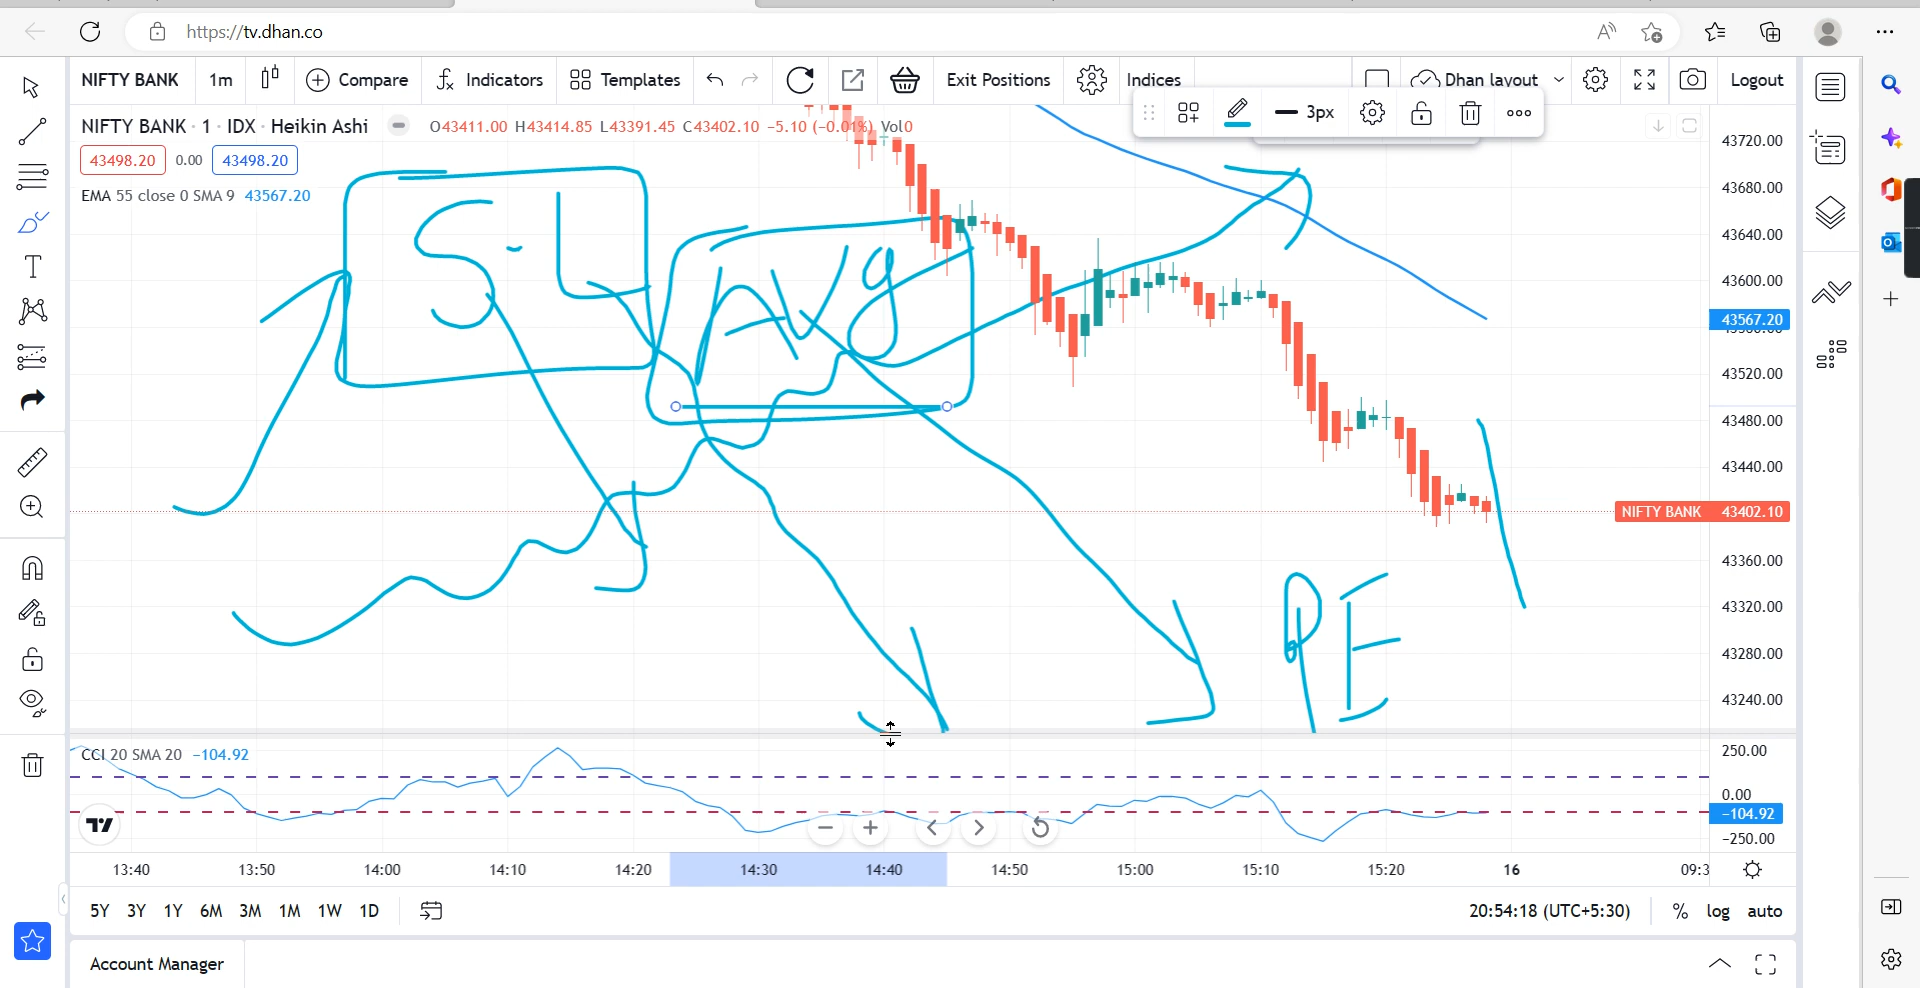 https://tv.dhan.co
NIFTY BANK 1m Compare Indicators Templates Exit Positions Indices Dhan layout Logout
3px
NIFTY BANK · 1 · IDX · Heikin Ashi O43411.00 H43414.85 L43391.45 C43402.10 −5.10 (−0.01%) Vol0
43498.20 0.00 43498.20
EMA 55 close 0 SMA 9 43567.20
S-L
Avg
PE
43720.00
43680.00
43640.00
43600.00
43567.20
43520.00
43480.00
43440.00
NIFTY BANK 43402.10
43360.00
43320.00
43280.00
43240.00
CCI 20 SMA 20 −104.92
250.00
0.00
−104.92
−250.00
13:40 13:50 14:00 14:10 14:20 14:30 14:40 14:50 15:00 15:10 15:20 16 09:3
5Y 3Y 1Y 6M 3M 1M 1W 1D 20:54:18 (UTC+5:30) % log auto
Account Manager